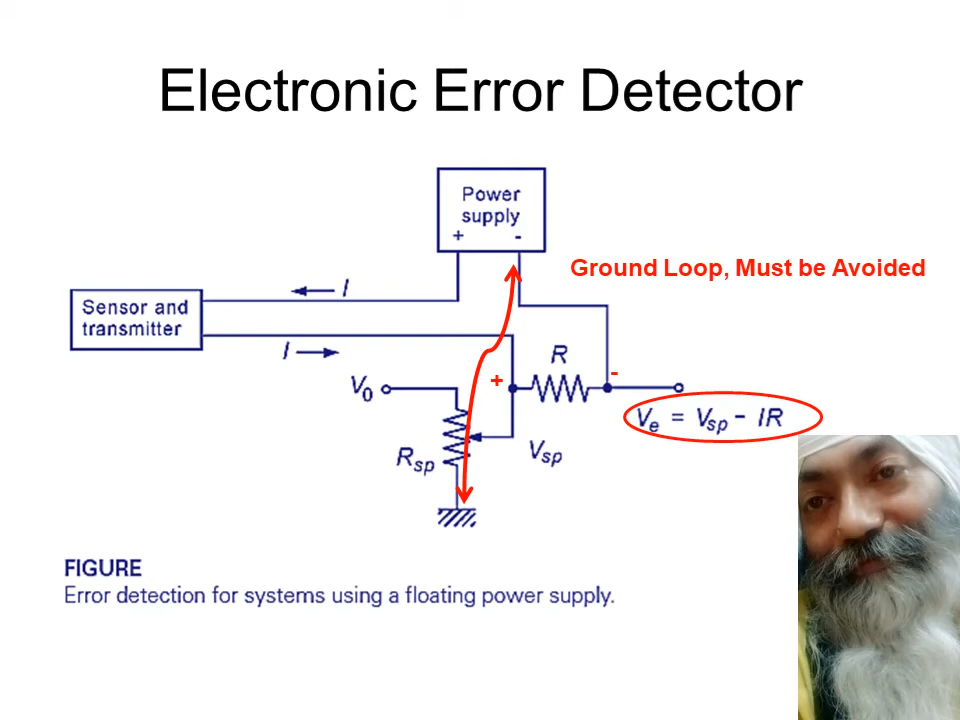 Electronic Error Detector
Power
supply
+ -
Ground Loop, Must be Avoided
I
Sensor and
transmitter
I
R
+ -
V0
Ve = Vsp - IR
Rsp
Vsp
FIGURE
Error detection for systems using a floating power supply.